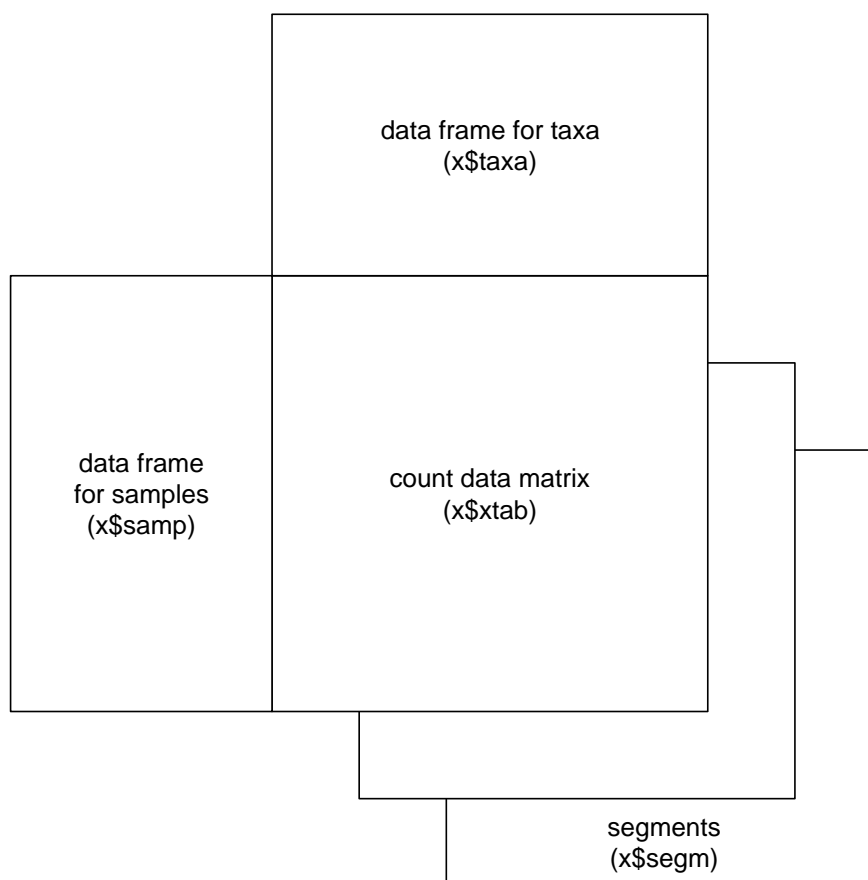 data frame for taxa
(x$taxa)
data frame
for samples
(x$samp)
count data matrix
(x$xtab)
segments
(x$segm)